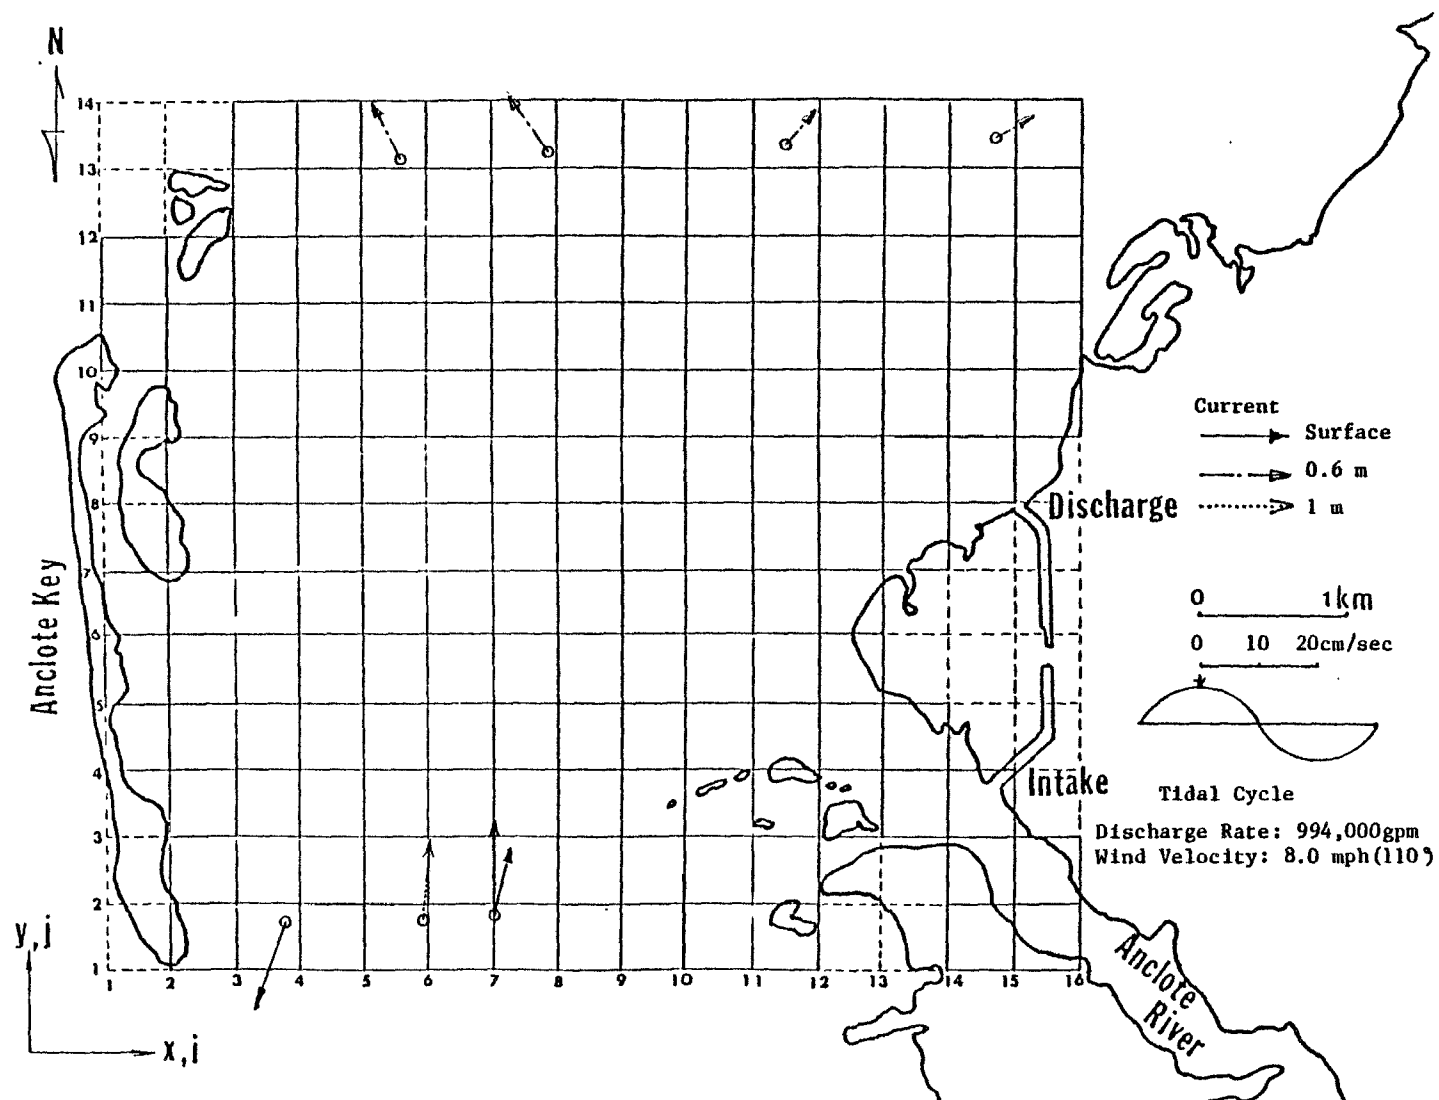 N
14
13
12
11
10
9
8
7
6
5
4
3
2
1
1 2 3 4 5 6 7 8 9 10 11 12 13 14 15 16
Anclote Key
y,j
x,i
Current
Surface
0.6 m
1 m
Discharge
0 1km
0 10 20cm/sec
Intake
Tidal Cycle
Discharge Rate: 994,000gpm
Wind Velocity: 8.0 mph(110°)
Anclote
River